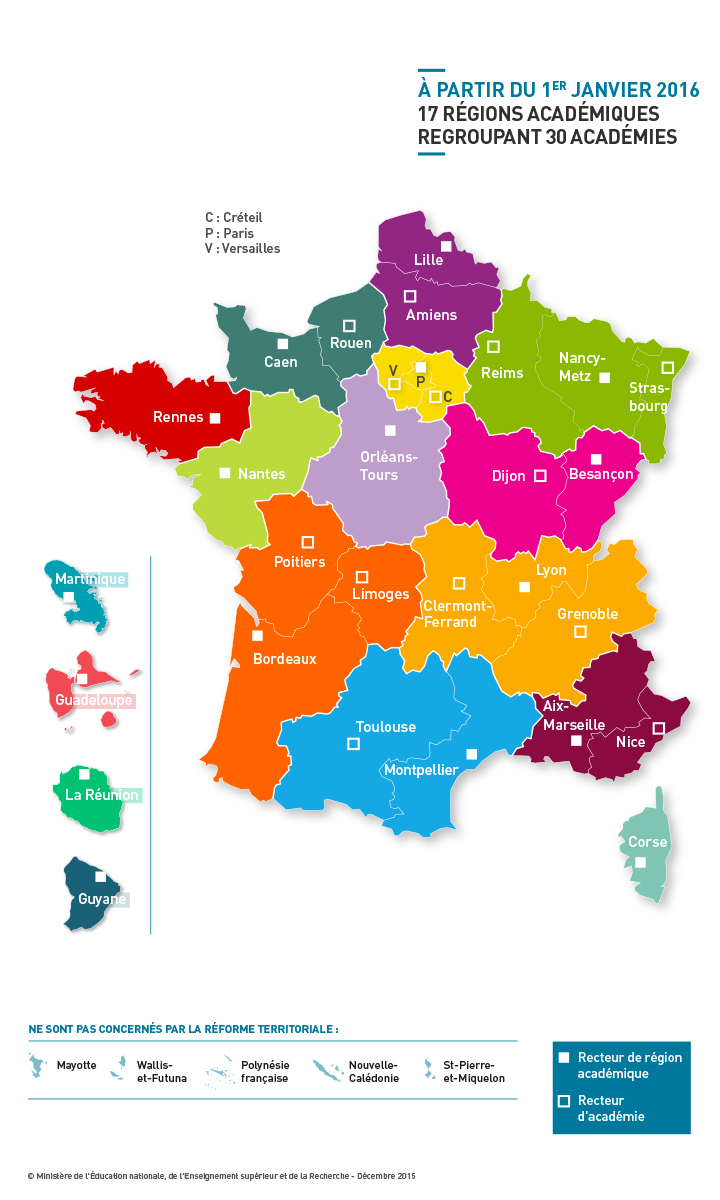 À PARTIR DU 1ER JANVIER 2016
17 RÉGIONS ACADÉMIQUES
REGROUPANT 30 ACADÉMIES
C : Créteil
P : Paris
V : Versailles
Lille
Amiens
Rouen
Caen
Reims
Nancy-
Metz
Stras-
bourg
V
P
C
Rennes
Nantes
Orléans-
Tours
Dijon
Besançon
Poitiers
Limoges
Clermont-
Ferrand
Lyon
Grenoble
Bordeaux
Toulouse
Montpellier
Aix-
Marseille
Nice
Corse
Martinique
Guadeloupe
La Réunion
Guyane
NE SONT PAS CONCERNÉS PAR LA RÉFORME TERRITORIALE :
Mayotte
Wallis-
et-Futuna
Polynésie
française
Nouvelle-
Calédonie
St-Pierre-
et-Miquelon
Recteur de région
académique
Recteur
d'académie
© Ministère de l'Éducation nationale, de l'Enseignement supérieur et de la Recherche - Décembre 2015